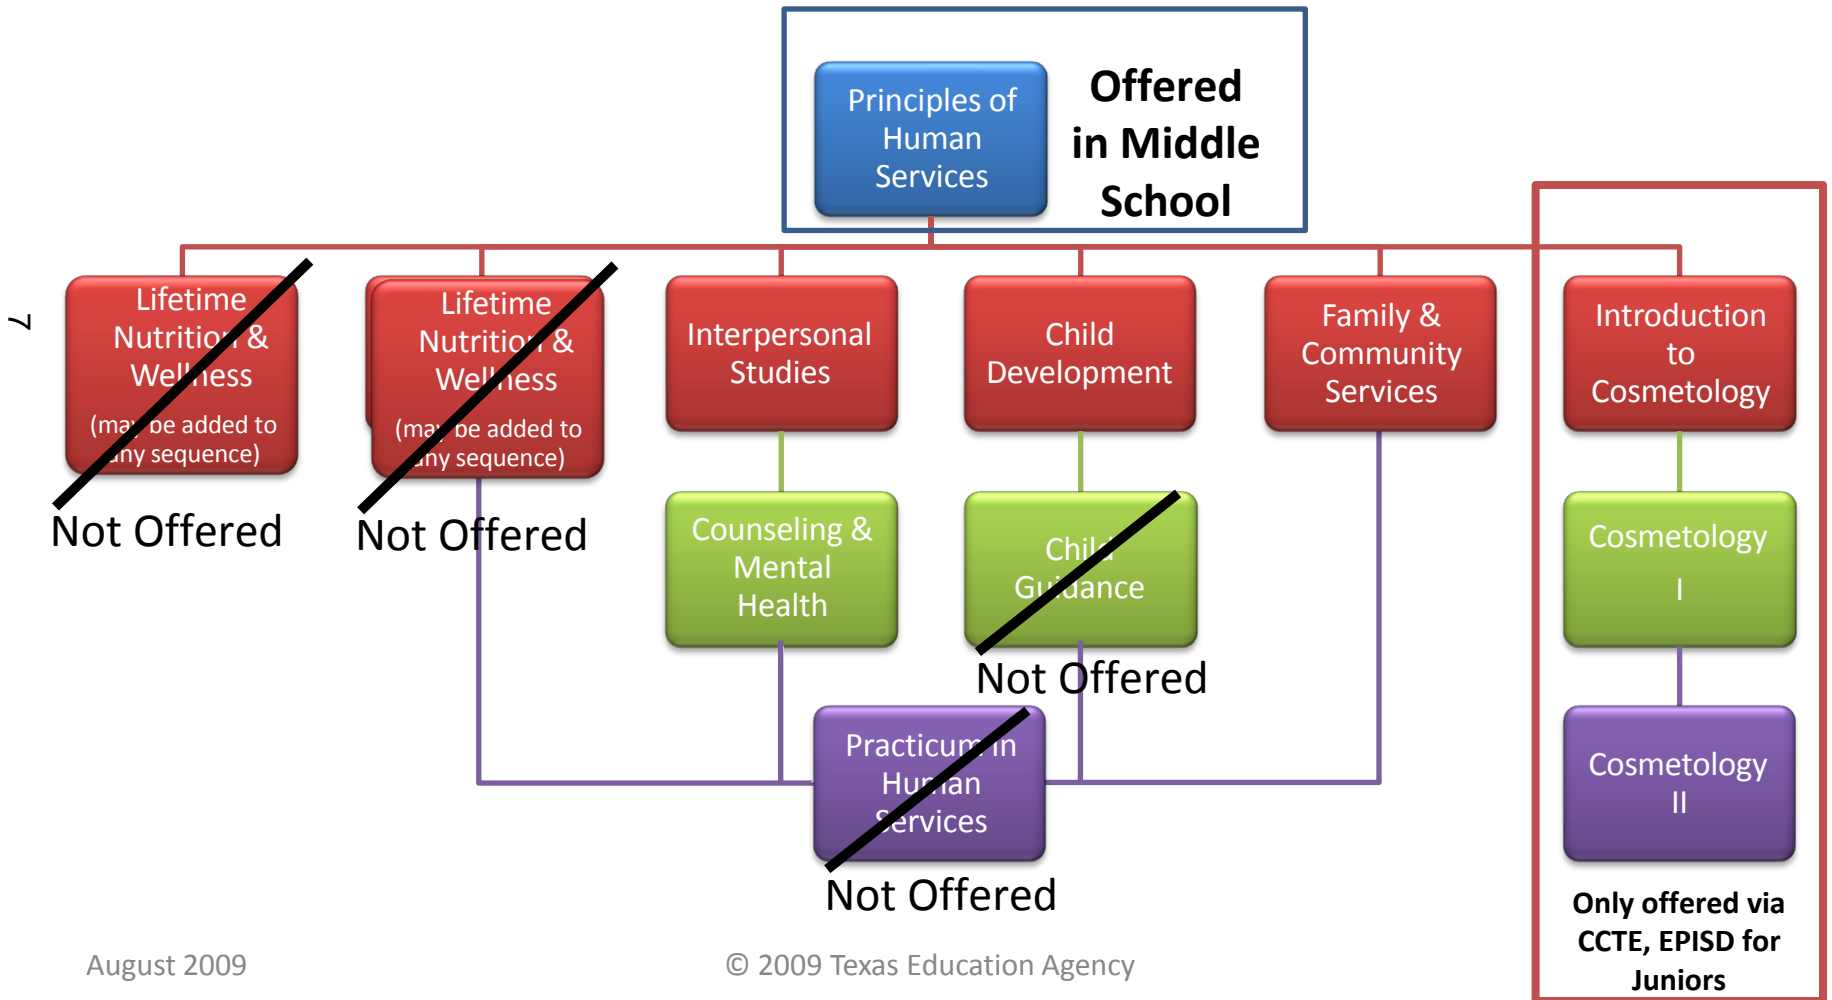 Principles of
Human
Services
Offered
in Middle
School
7
Lifetime
Nutrition &
Wellness
(may be added to
any sequence)
Not Offered
Lifetime
Nutrition &
Wellness
(may be added to
any sequence)
Not Offered
Interpersonal
Studies
Child
Development
Family &
Community
Services
Introduction
to
Cosmetology
Counseling &
Mental
Health
Child
Guidance
Not Offered
Cosmetology
I
Practicum in
Human
Services
Not Offered
Cosmetology
II
Only offered via
CCTE, EPISD for
Juniors
August 2009
© 2009 Texas Education Agency